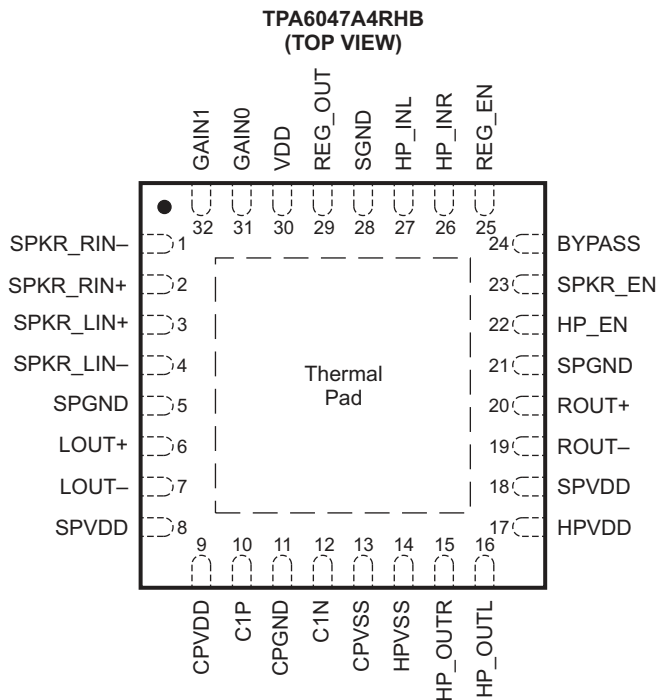 TPA6047A4RHB
(TOP VIEW)
GAIN1
GAIN0
VDD
REG_OUT
SGND
HP_INL
HP_INR
REG_EN
32 31 30 29 28 27 26 25
SPKR_RIN– 1
SPKR_RIN+ 2
SPKR_LIN+ 3
SPKR_LIN– 4
SPGND 5
LOUT+ 6
LOUT– 7
SPVDD 8
Thermal
Pad
24 BYPASS
23 SPKR_EN
22 HP_EN
21 SPGND
20 ROUT+
19 ROUT–
18 SPVDD
17 HPVDD
9 10 11 12 13 14 15 16
CPVDD
C1P
CPGND
C1N
CPVSS
HPVSS
HP_OUTR
HP_OUTL